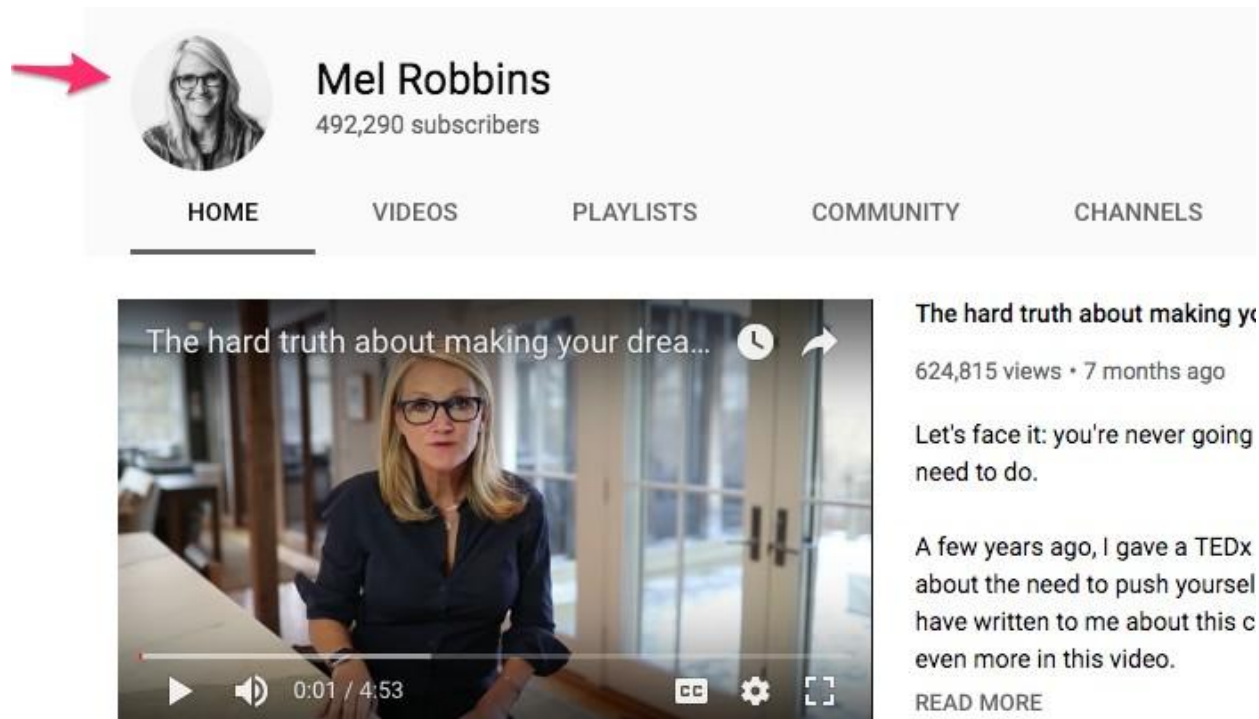 Mel Robbins
492,290 subscribers
HOME VIDEOS PLAYLISTS COMMUNITY CHANNELS
The hard truth about making your drea...
0:01 / 4:53
CC
The hard truth about making yo
624,815 views • 7 months ago
Let's face it: you're never going
need to do.
A few years ago, I gave a TEDx
about the need to push yoursel
have written to me about this c
even more in this video.
READ MORE